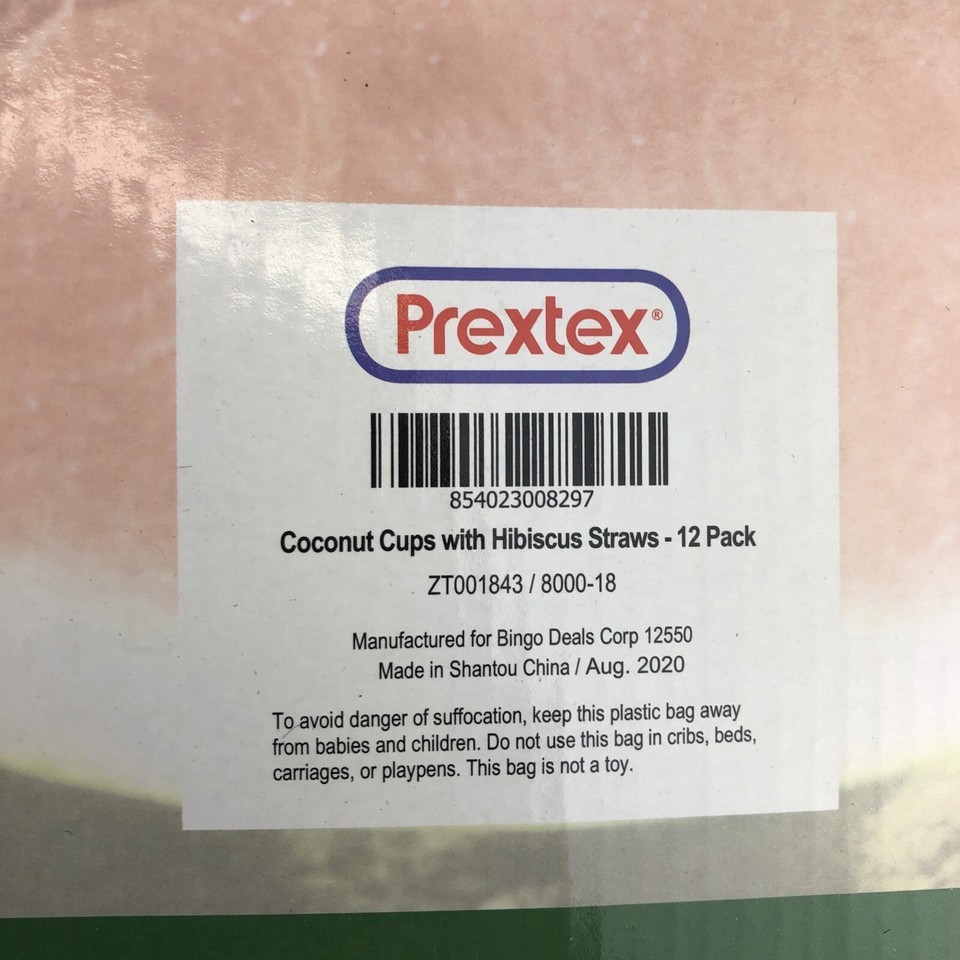 Prextex®
854023008297
Coconut Cups with Hibiscus Straws - 12 Pack
ZT001843 / 8000-18
Manufactured for Bingo Deals Corp 12550
Made in Shantou China / Aug. 2020
To avoid danger of suffocation, keep this plastic bag away
from babies and children. Do not use this bag in cribs, beds,
carriages, or playpens. This bag is not a toy.